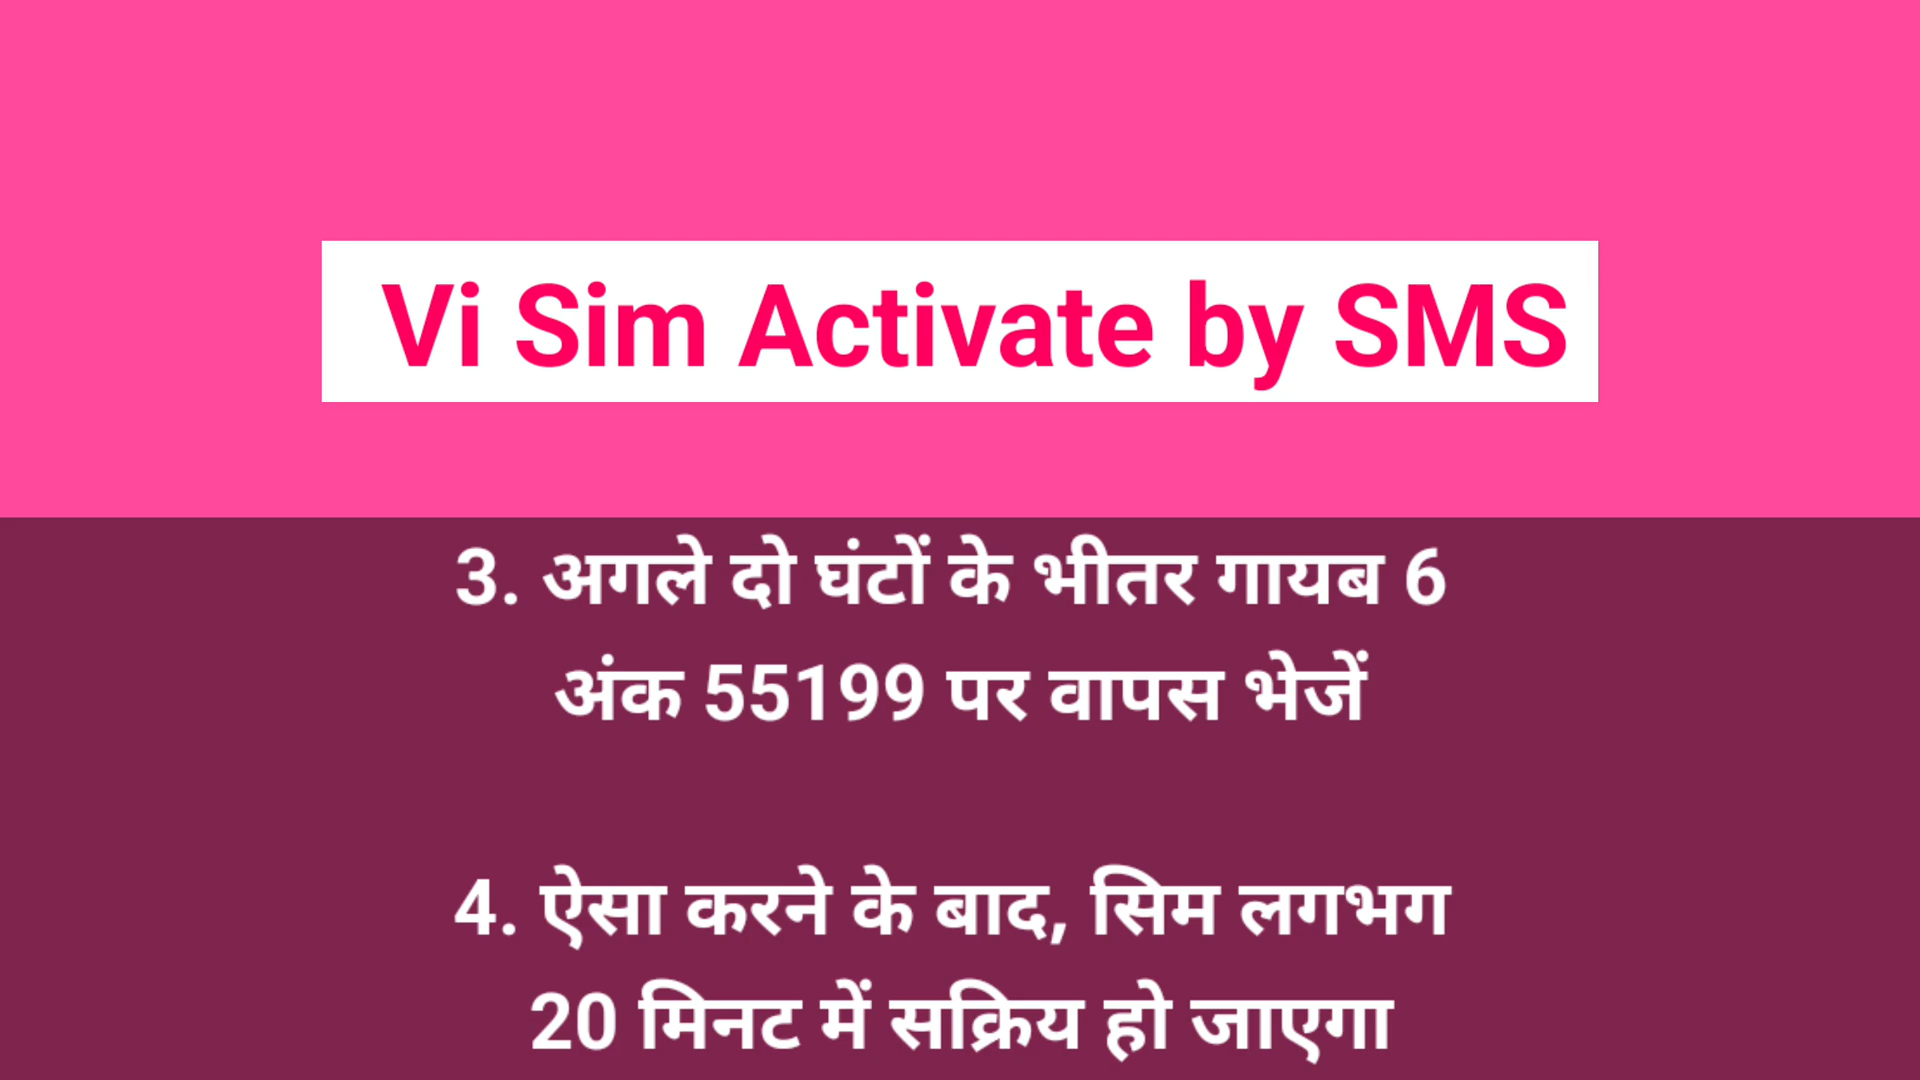 Vi Sim Activate by SMS
3. अगले दो घंटों के भीतर गायब 6
अंक 55199 पर वापस भेजें
4. ऐसा करने के बाद, सिम लगभग
20 मिनट में सक्रिय हो जाएगा